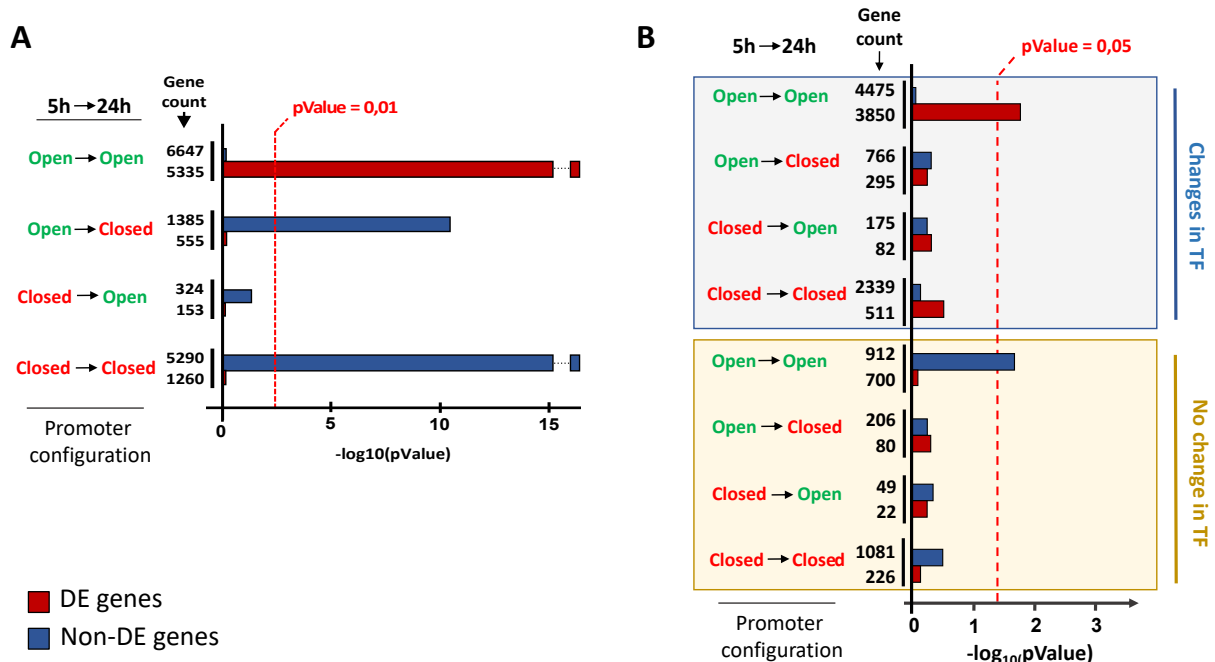 A
5h→24h
Gene
count
pValue = 0,01
Open→Open
6647
5335
Open→Closed
1385
555
Closed→Open
324
153
Closed→Closed
5290
1260
0
5
10
15
-log10(pValue)
Promoter
configuration
DE genes
Non-DE genes
B
5h→24h
Gene
count
pValue = 0,05
Open→Open
4475
3850
Open→Closed
766
295
Closed→Open
175
82
Closed→Closed
2339
511
Changes in TF
Open→Open
912
700
Open→Closed
206
80
Closed→Open
49
22
Closed→Closed
1081
226
No change in TF
0
1
2
3
-log₁₀(pValue)
Promoter
configuration